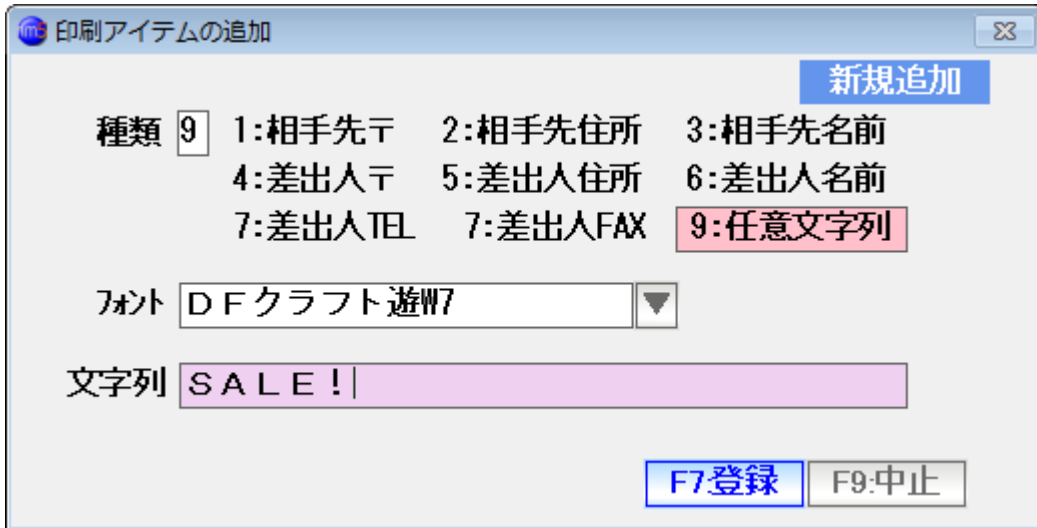 印刷アイテムの追加
新規追加
種類 9 1:相手先〒 2:相手先住所 3:相手先名前
4:差出人〒 5:差出人住所 6:差出人名前
7:差出人TEL 7:差出人FAX 9:任意文字列
フォント ＤＦクラフト遊W7
文字列 ＳＡＬＥ！
F7:登録 F9:中止